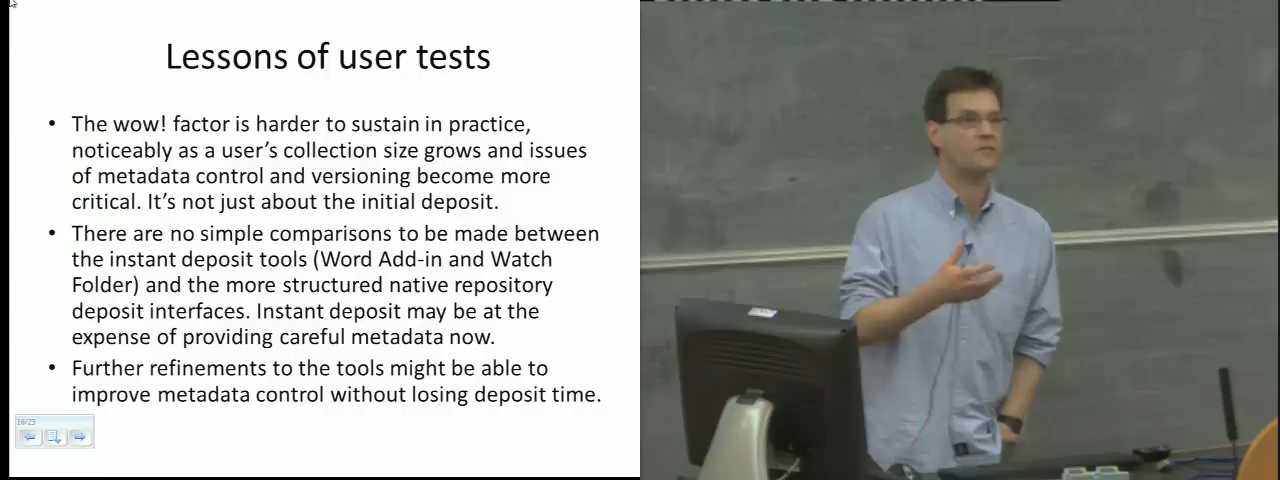 Lessons of user tests
• The wow! factor is harder to sustain in practice,
noticeably as a user's collection size grows and issues
of metadata control and versioning become more
critical. It's not just about the initial deposit.
• There are no simple comparisons to be made between
the instant deposit tools (Word Add-in and Watch
Folder) and the more structured native repository
deposit interfaces. Instant deposit may be at the
expense of providing careful metadata now.
• Further refinements to the tools might be able to
improve metadata control without losing deposit time.
16/23